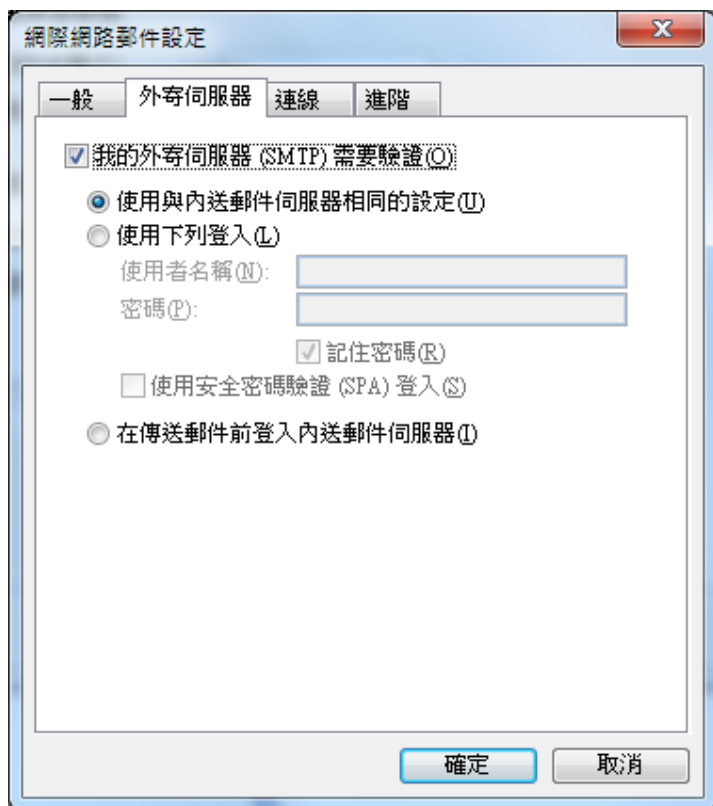 網際網路郵件設定
一般 外寄伺服器 連線 進階
我的外寄伺服器 (SMTP) 需要驗證(O)
使用與內送郵件伺服器相同的設定(U)
使用下列登入(L)
使用者名稱(N):
密碼(P):
記住密碼(R)
使用安全密碼驗證 (SPA) 登入(S)
在傳送郵件前登入內送郵件伺服器(I)
確定 取消